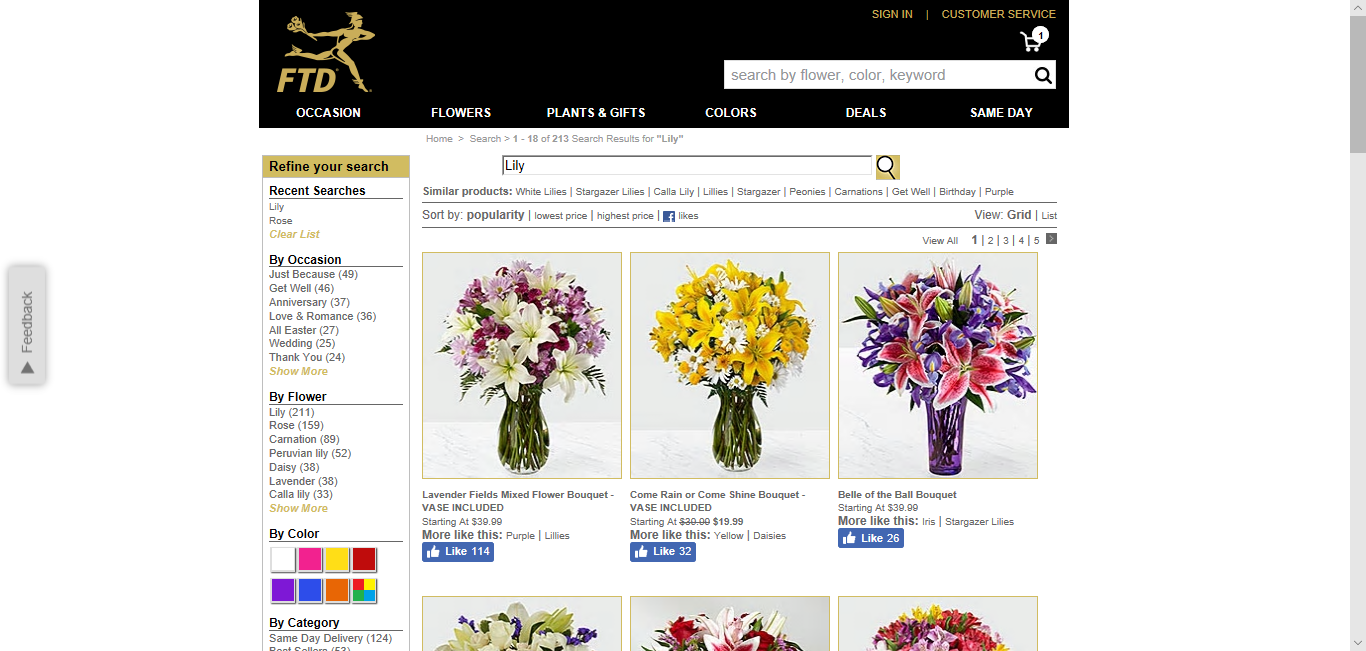 SIGN IN | CUSTOMER SERVICE
1
FTD
search by flower, color, keyword
OCCASION FLOWERS PLANTS & GIFTS COLORS DEALS SAME DAY
Home > Search > 1 - 18 of 213 Search Results for "Lily"
Refine your search
Recent Searches
Lily
Rose
Clear List
By Occasion
Just Because (49)
Get Well (46)
Anniversary (37)
Love & Romance (36)
All Easter (27)
Wedding (25)
Thank You (24)
Show More
By Flower
Lily (211)
Rose (159)
Carnation (89)
Peruvian lily (52)
Daisy (38)
Lavender (38)
Calla lily (33)
Show More
By Color
By Category
Same Day Delivery (124)
Best Sellers (53)
Feedback
Lily
Similar products: White Lilies | Stargazer Lilies | Calla Lily | Lillies | Stargazer | Peonies | Carnations | Get Well | Birthday | Purple
Sort by: popularity | lowest price | highest price | likes
View: Grid | List
View All 1 | 2 | 3 | 4 | 5
Lavender Fields Mixed Flower Bouquet -
VASE INCLUDED
Starting At $39.99
More like this: Purple | Lillies
Like 114
Come Rain or Come Shine Bouquet -
VASE INCLUDED
Starting At $39.99 $19.99
More like this: Yellow | Daisies
Like 32
Belle of the Ball Bouquet
Starting At $39.99
More like this: Iris | Stargazer Lilies
Like 26